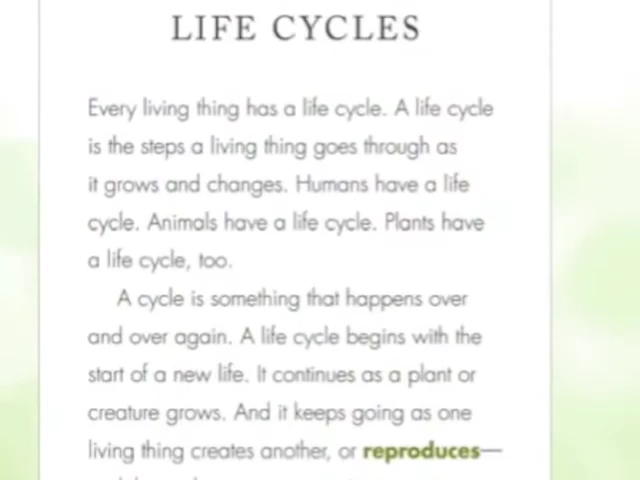 LIFE CYCLES
Every living thing has a life cycle. A life cycle
is the steps a living thing goes through as
it grows and changes. Humans have a life
cycle. Animals have a life cycle. Plants have
a life cycle, too.
A cycle is something that happens over
and over again. A life cycle begins with the
start of a new life. It continues as a plant or
creature grows. And it keeps going as one
living thing creates another, or reproduces—